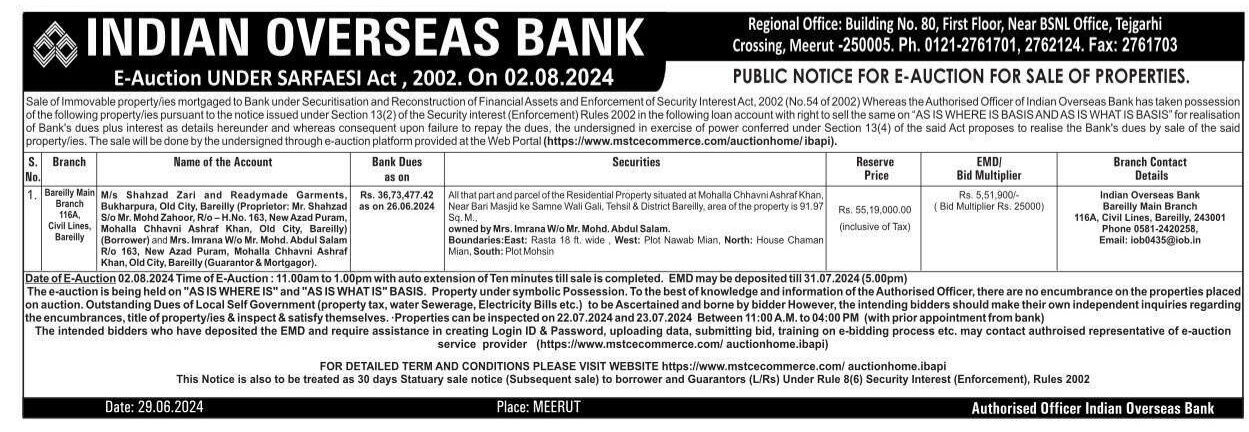 INDIAN OVERSEAS BANK
E-Auction UNDER SARFAESI Act , 2002. On 02.08.2024
Regional Office: Building No. 80, First Floor, Near BSNL Office, Tejgarhi
Crossing, Meerut -250005. Ph. 0121-2761701, 2762124. Fax: 2761703
PUBLIC NOTICE FOR E-AUCTION FOR SALE OF PROPERTIES.
Sale of Immovable property/ies mortgaged to Bank under Securitisation and Reconstruction of Financial Assets and Enforcement of Security Interest Act, 2002 (No.54 of 2002) Whereas the Authorised Officer of Indian Overseas Bank has taken possession
of the following property/ies pursuant to the notice issued under Section 13(2) of the Security interest (Enforcement) Rules 2002 in the following loan account with right to sell the same on "AS IS WHERE IS BASIS AND AS IS WHAT IS BASIS" for realisation
of Bank's dues plus interest as details hereunder and whereas consequent upon failure to repay the dues, the undersigned in exercise of power conferred under Section 13(4) of the said Act proposes to realise the Bank's dues by sale of the said
property/ies. The sale will be done by the undersigned through e-auction platform provided at the Web Portal (https://www.mstcecommerce.com/auctionhome/ ibapi).
S.
No.
Branch
Name of the Account
Bank Dues
as on
Securities
Reserve
Price
EMD/
Bid Multiplier
Branch Contact
Details
1.
Bareilly Main
Branch
116A,
Civil Lines,
Bareilly
M/s Shahzad Zari and Readymade Garments,
Bukharpura, Old City, Bareilly (Proprietor: Mr. Shahzad
S/o Mr. Mohd Zahoor, R/o – H.No. 163, New Azad Puram,
Mohalla Chhavni Ashraf Khan, Old City, Bareilly)
(Borrower) and Mrs. Imrana W/o Mr. Mohd. Abdul Salam
R/o 163, New Azad Puram, Mohalla Chhavni Ashraf
Khan, Old City, Bareilly (Guarantor & Mortgagor).
Rs. 36,73,477.42
as on 26.06.2024
All that part and parcel of the Residential Property situated at Mohalla Chhavni Ashraf Khan,
Near Bari Masjid ke Samne Wali Gali, Tehsil & District Bareilly, area of the property is 91.97
Sq. M.,
owned by Mrs. Imrana W/o Mr. Mohd. Abdul Salam.
Boundaries: East: Rasta 18 ft. wide , West: Plot Nawab Mian, North: House Chaman
Mian, South: Plot Mohsin
Rs. 55,19,000.00
(inclusive of Tax)
Rs. 5,51,900/-
( Bid Multiplier Rs. 25000)
Indian Overseas Bank
Bareilly Main Branch
116A, Civil Lines, Bareilly, 243001
Phone 0581-2420258,
Email: iob0435@iob.in
Date of E-Auction 02.08.2024 Time of E-Auction : 11.00am to 1.00pm with auto extension of Ten minutes till sale is completed. EMD may be deposited till 31.07.2024 (5.00pm)
The e-auction is being held on "AS IS WHERE IS" and "AS IS WHAT IS" BASIS. Property under symbolic Possession. To the best of knowledge and information of the Authorised Officer, there are no encumbrance on the properties placed
on auction. Outstanding Dues of Local Self Government (property tax, water Sewerage, Electricity Bills etc.) to be Ascertained and borne by bidder However, the intending bidders should make their own independent inquiries regarding
the encumbrances, title of property/ies & inspect & satisfy themselves. ·Properties can be inspected on 22.07.2024 and 23.07.2024 Between 11:00 A.M. to 04:00 PM (with prior appointment from bank)
The intended bidders who have deposited the EMD and require assistance in creating Login ID & Password, uploading data, submitting bid, training on e-bidding process etc. may contact authroised representative of e-auction
service provider (https://www.mstcecommerce.com/ auctionhome.ibapi)
FOR DETAILED TERM AND CONDITIONS PLEASE VISIT WEBSITE https://www.mstcecommerce.com/ auctionhome.ibapi
This Notice is also to be treated as 30 days Statuary sale notice (Subsequent sale) to borrower and Guarantors (L/Rs) Under Rule 8(6) Security Interest (Enforcement), Rules 2002
Date: 29.06.2024
Place: MEERUT
Authorised Officer Indian Overseas Bank